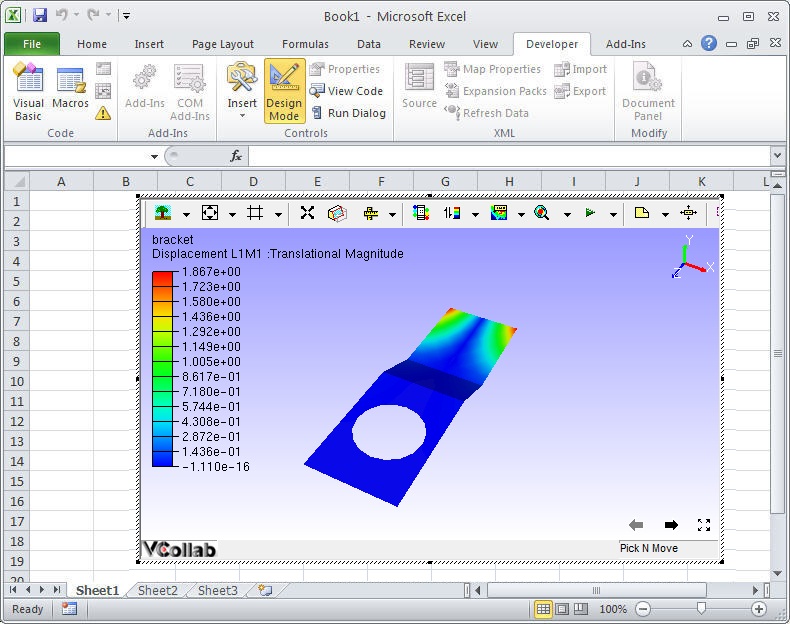 Book1 - Microsoft Excel
File Home Insert Page Layout Formulas Data Review View Developer Add-Ins
Visual Basic
Macros
Code
Add-Ins
COM Add-Ins
Add-Ins
Insert
Design Mode
Properties
View Code
Run Dialog
Controls
Source
Map Properties
Expansion Packs
Refresh Data
Import
Export
XML
Document Panel
Modify
fx
A B C D E F G H I J K L
1
2
3
4
5
6
7
8
9
10
11
12
13
14
15
16
17
18
19
20
bracket
Displacement L1M1 :Translational Magnitude
1.867e+00
1.723e+00
1.580e+00
1.436e+00
1.292e+00
1.149e+00
1.005e+00
8.617e-01
7.180e-01
5.744e-01
4.308e-01
2.872e-01
1.436e-01
-1.110e-16
Y
X
Z
VCollab
Pick N Move
Sheet1 Sheet2 Sheet3
Ready
100%